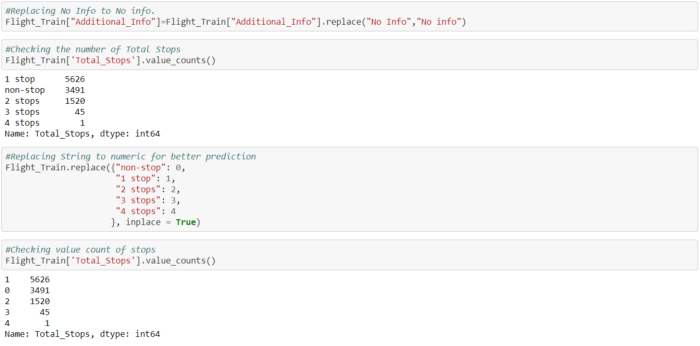 #Replacing No Info to No info.
Flight_Train["Additional_Info"]=Flight_Train["Additional_Info"].replace("No Info","No info")
#Checking the number of Total Stops
Flight_Train['Total_Stops'].value_counts()
1 stop      5626
non-stop    3491
2 stops     1520
3 stops       45
4 stops        1
Name: Total_Stops, dtype: int64
#Replacing String to numeric for better prediction
Flight_Train.replace({"non-stop": 0,
                      "1 stop": 1,
                      "2 stops": 2,
                      "3 stops": 3,
                      "4 stops": 4
                     }, inplace = True)
#Checking value count of stops
Flight_Train['Total_Stops'].value_counts()
1    5626
0    3491
2    1520
3      45
4       1
Name: Total_Stops, dtype: int64